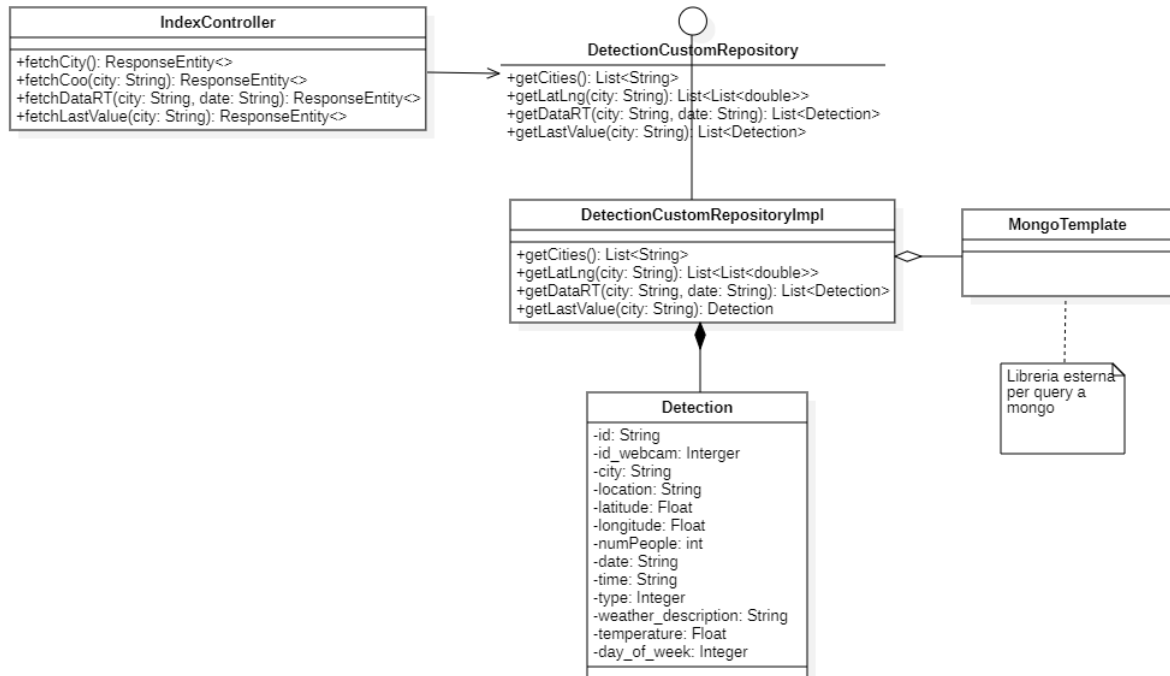 IndexController
+fetchCity(): ResponseEntity<>
+fetchCoo(city: String): ResponseEntity<>
+fetchDataRT(city: String, date: String): ResponseEntity<>
+fetchLastValue(city: String): ResponseEntity<>
DetectionCustomRepository
+getCities(): List<String>
+getLatLng(city: String): List<List<double>>
+getDataRT(city: String, date: String): List<Detection>
+getLastValue(city: String): List<Detection>
DetectionCustomRepositoryImpl
+getCities(): List<String>
+getLatLng(city: String): List<List<double>>
+getDataRT(city: String, date: String): List<Detection>
+getLastValue(city: String): Detection
MongoTemplate
Libreria esterna
per query a
mongo
Detection
-id: String
-id_webcam: Interger
-city: String
-location: String
-latitude: Float
-longitude: Float
-numPeople: int
-date: String
-time: String
-type: Integer
-weather_description: String
-temperature: Float
-day_of_week: Integer